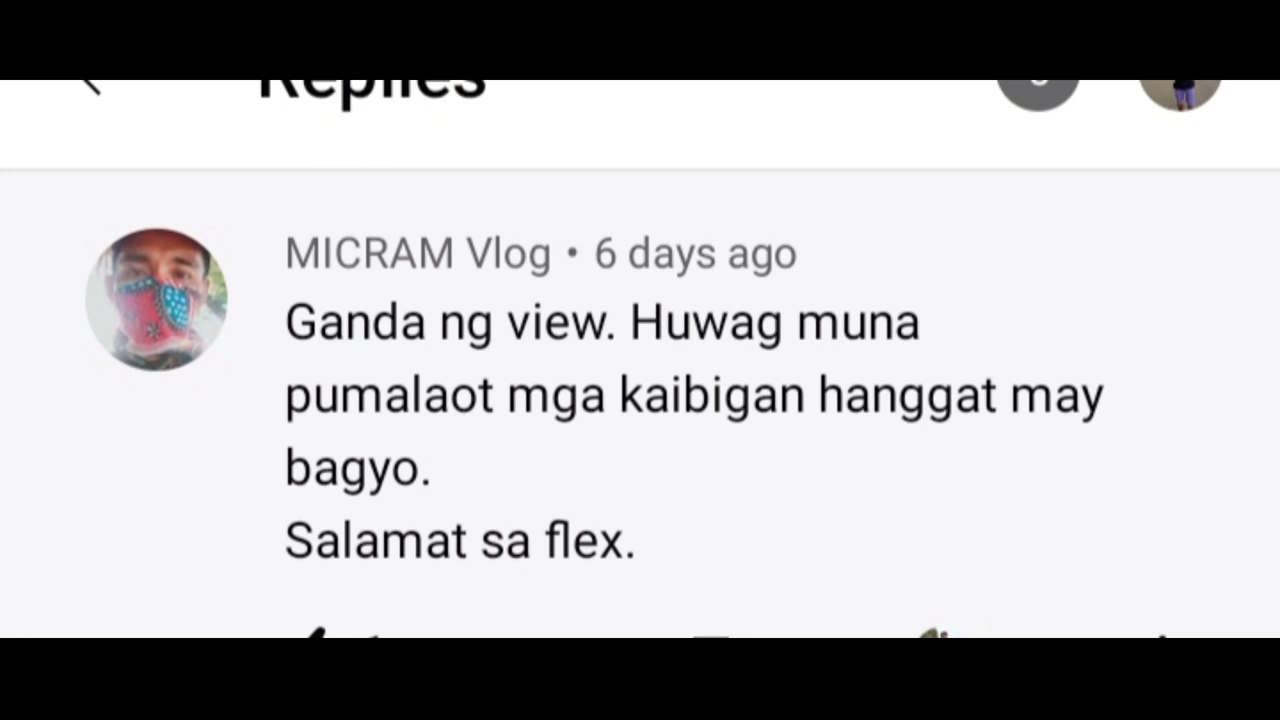 Replies
MICRAM Vlog • 6 days ago
Ganda ng view. Huwag muna
pumalaot mga kaibigan hanggat may
bagyo.
Salamat sa flex.